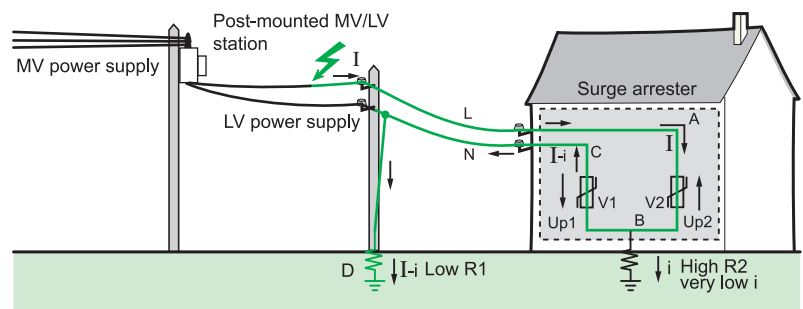 Post-mounted MV/LV
station
I
MV power supply
LV power supply
Surge arrester
L
A
N
I-i
C
I
V1
V2
Up1
B
Up2
D
I-i Low R1
i High R2
very low i